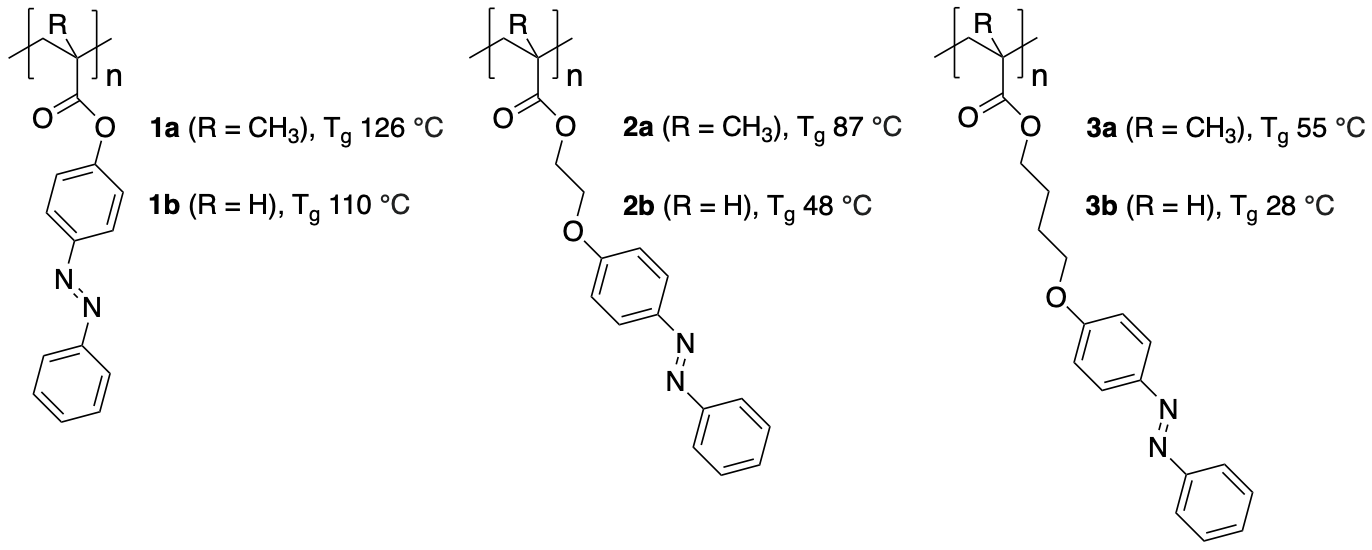 R
n
O
O
1a (R = CH₃), Tg 126 °C
1b (R = H), Tg 110 °C
N
N
R
n
O
O
2a (R = CH₃), Tg 87 °C
2b (R = H), Tg 48 °C
O
N
N
R
n
O
O
3a (R = CH₃), Tg 55 °C
3b (R = H), Tg 28 °C
O
N
N